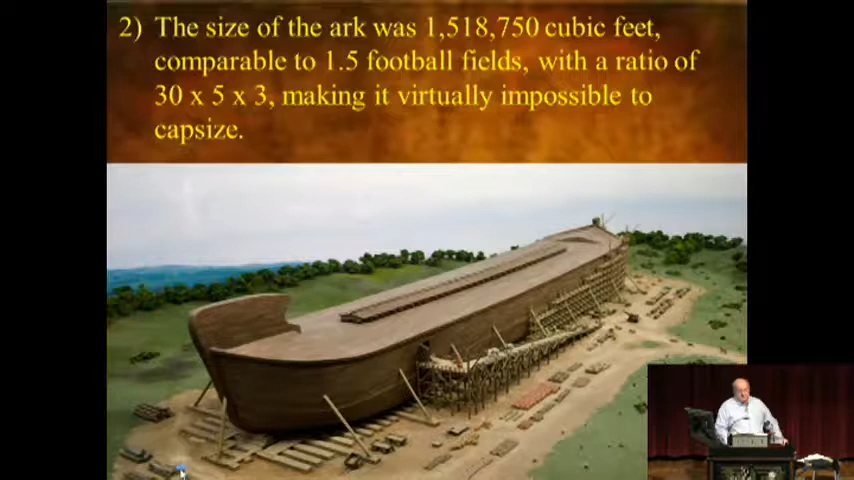 2) The size of the ark was 1,518,750 cubic feet,
comparable to 1.5 football fields, with a ratio of
30 x 5 x 3, making it virtually impossible to
capsize.